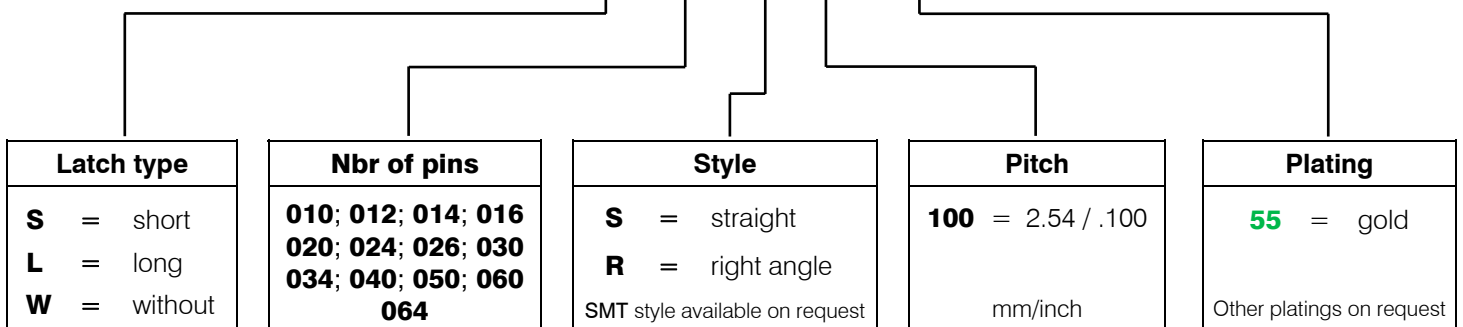 Latch type
S = short
L = long
W = without
Nbr of pins
010; 012; 014; 016
020; 024; 026; 030
034; 040; 050; 060
064
Style
S = straight
R = right angle
SMT style available on request
Pitch
100 = 2.54 / .100
mm/inch
Plating
55 = gold
Other platings on request